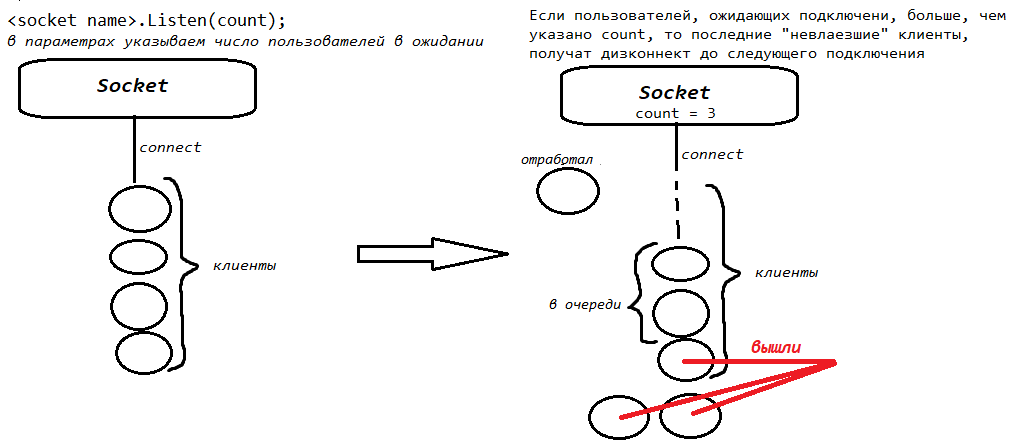 <socket name>.Listen(count);
в параметрах указываем число пользователей в ожидании
Socket
connect
клиенты
Если пользователей, ожидающих подключени, больше, чем
указано count, то последние "невлаезшие" клиенты,
получат дизконнект до следующего подключения
Socket
count = 3
connect
отработал
клиенты
в очереди
вышли